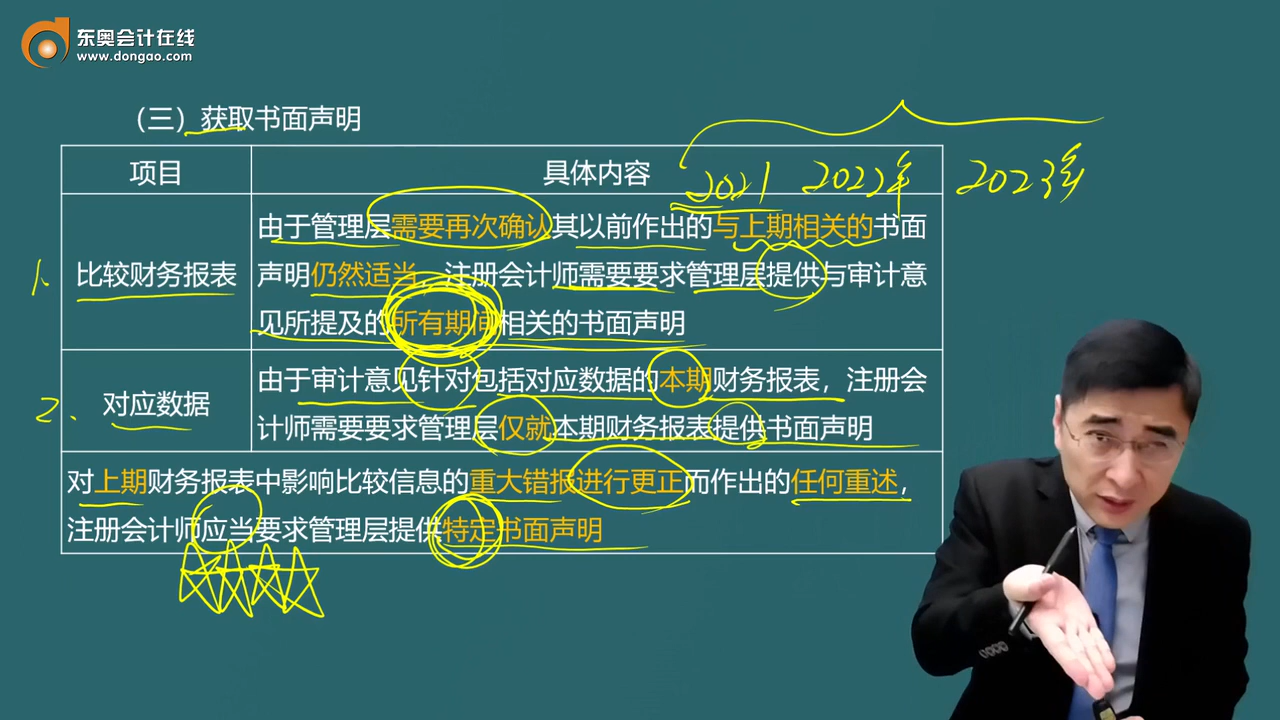 东奥会计在线
www.dongao.com
（三）获取书面声明
项目
具体内容
2021 2022年 2023年
1、
比较财务报表
由于管理层需要再次确认其以前作出的与上期相关的书面
声明仍然适当，注册会计师需要要求管理层提供与审计意
见所提及的所有期间相关的书面声明
2、
对应数据
由于审计意见针对包括对应数据的本期财务报表，注册会
计师需要要求管理层仅就本期财务报表提供书面声明
对上期财务报表中影响比较信息的重大错报进行更正而作出的任何重述，
注册会计师应当要求管理层提供特定书面声明